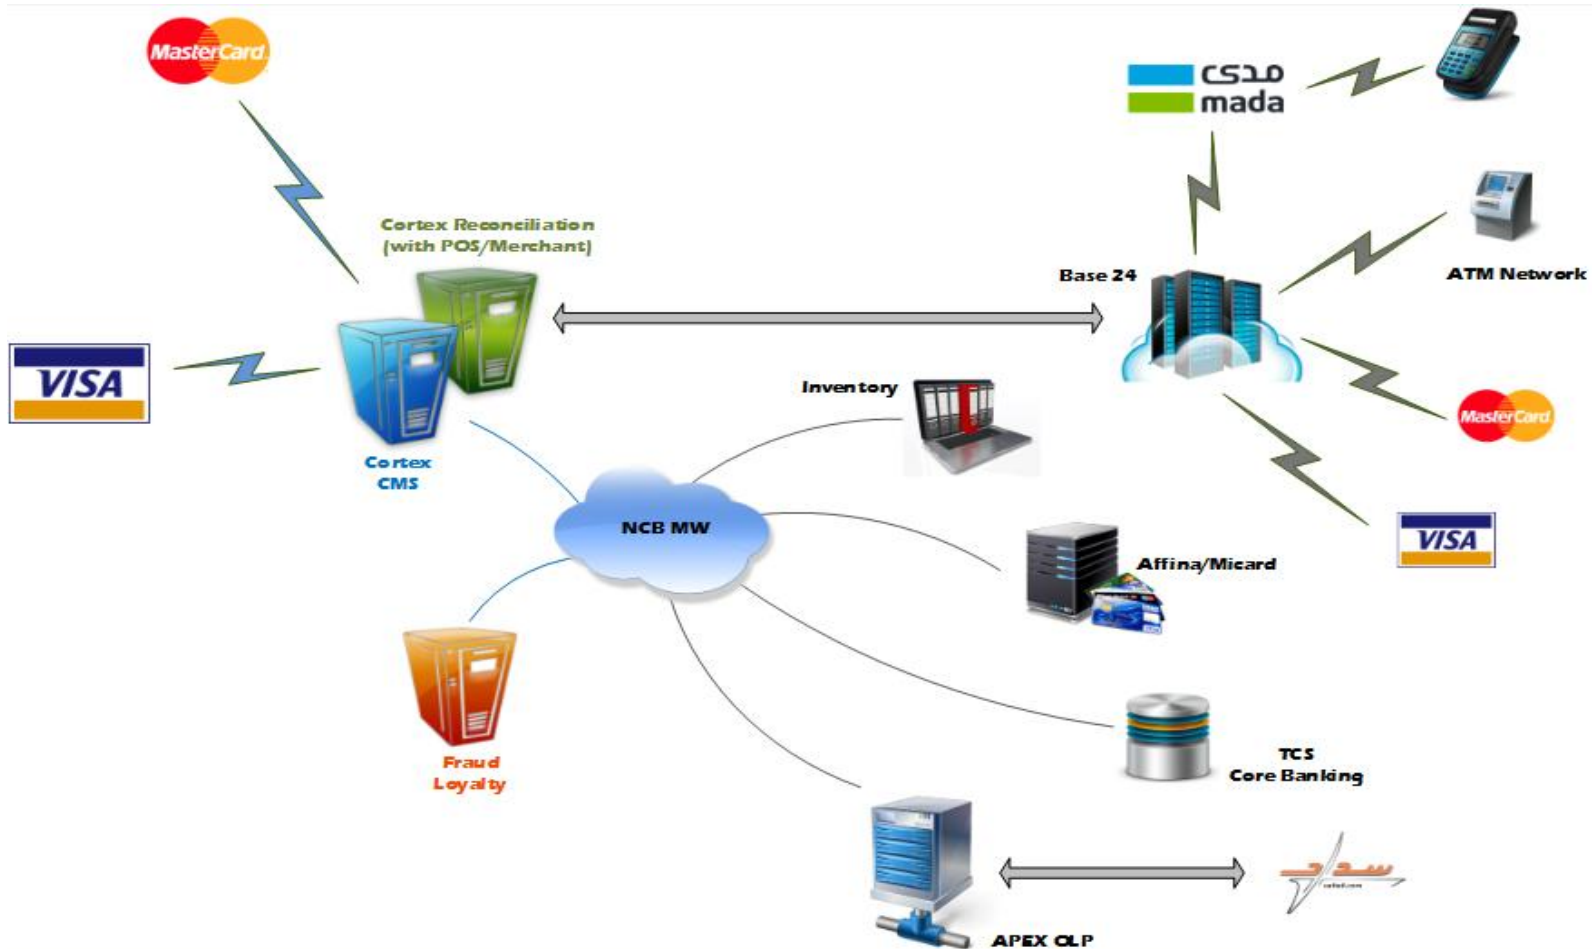 MasterCard
مدى
mada
Cortex Reconciliation
(with POS/Merchant)
Base 24
ATM Network
VISA
Inventory
MasterCard
Cortex
CMS
NCB MW
VISA
Affina/Micard
Fraud
Loyalty
TCS
Core Banking
سداد
APEX OLP